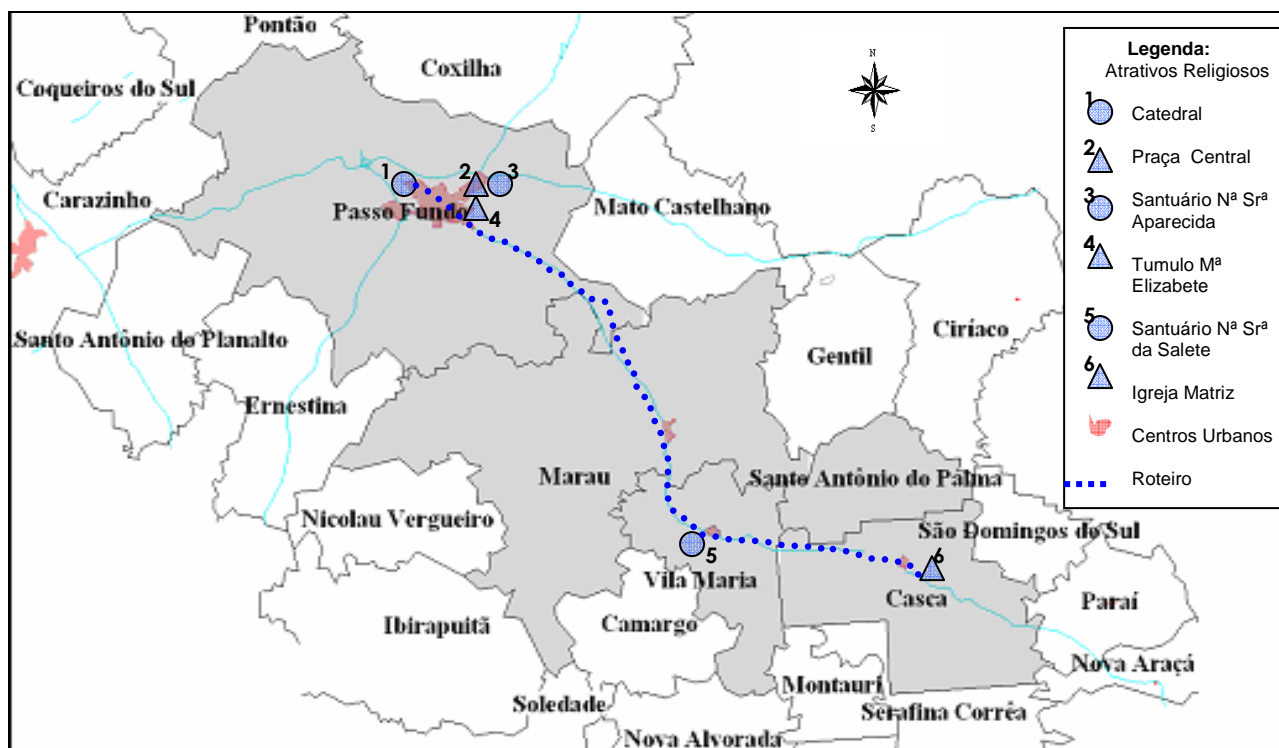 Pontão
Coxilha
Coqueiros do Sul
Carazinho
1
2
3
4
Passo Fundo
Mato Castelhano
N
S
Santo Antônio do Planalto
Ernestina
Gentil
Ciríaco
Marau
Santo Antônio do Palma
Nicolau Vergueiro
São Domingos do Sul
5
6
Vila Maria
Casca
Paraí
Ibirapuitã
Camargo
Nova Araçá
Montauri
Soledade
Serafina Corrêa
Nova Alvorada
Legenda:
Atrativos Religiosos
1
Catedral
2
Praça Central
3
Santuário Nª Srª
Aparecida
4
Tumulo Mª
Elizabete
5
Santuário Nª Srª
da Salete
6
Igreja Matriz
Centros Urbanos
Roteiro